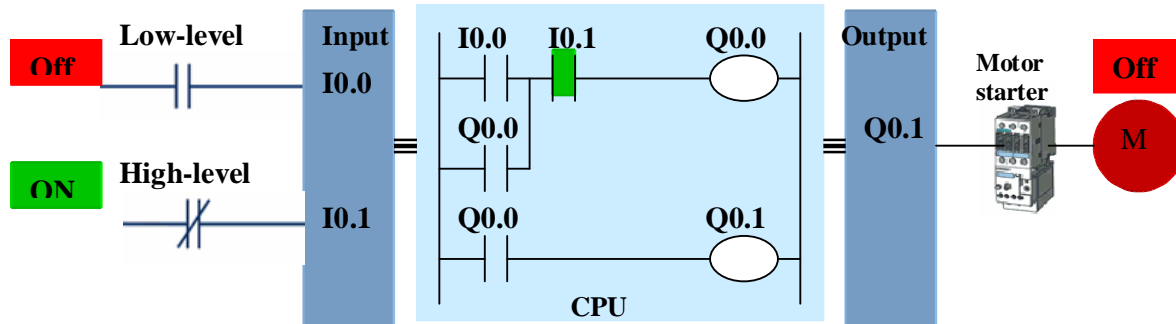 Low-level
Off
Input
I0.0
I0.0
I0.1
Q0.0
Output
Motor
starter
Off
Q0.0
Q0.1
M
ON
High-level
I0.1
Q0.0
Q0.1
CPU